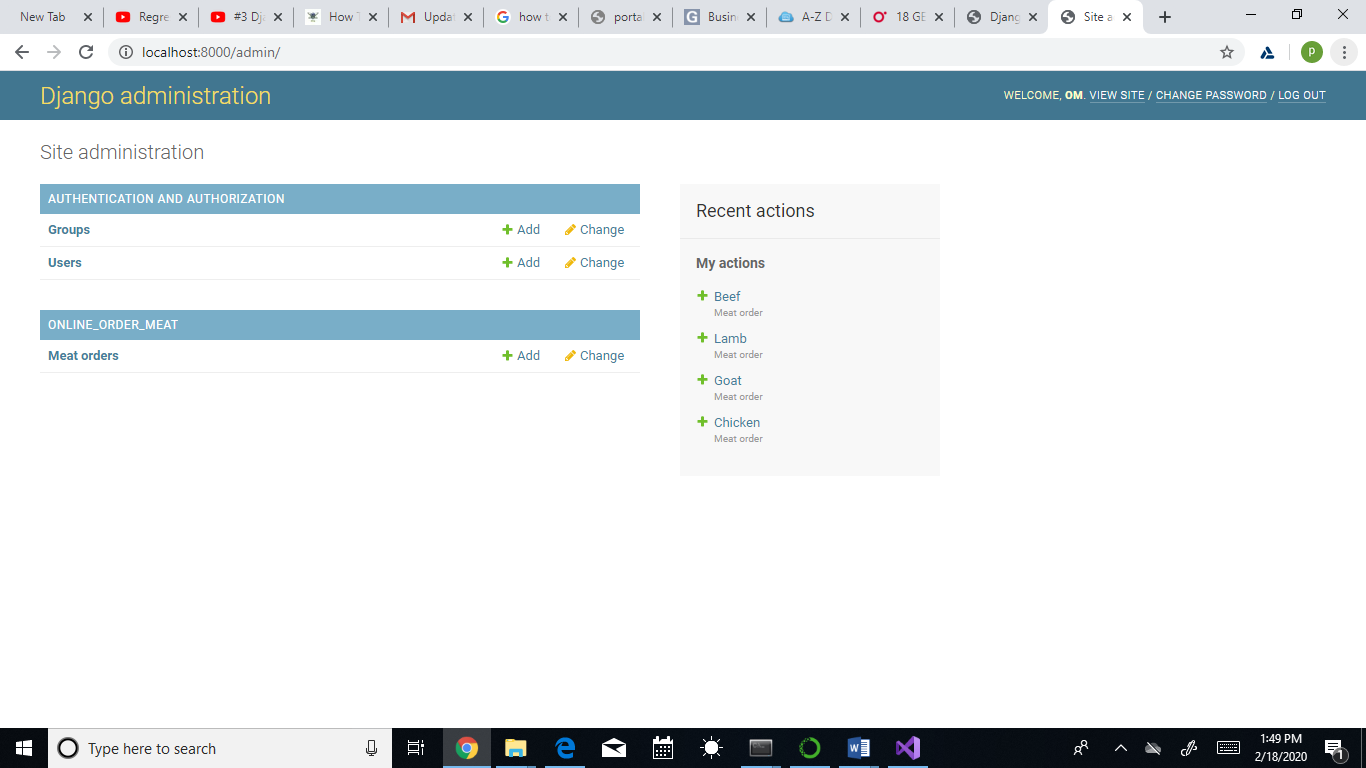 New Tab
Regre
#3 Dj
How T
Updat
how t
porta
Busin
A-Z D
18 GE
Djang
Site a
localhost:8000/admin/
p
Django administration
WELCOME, OM. VIEW SITE / CHANGE PASSWORD / LOG OUT
Site administration
AUTHENTICATION AND AUTHORIZATION
Groups Add Change
Users Add Change
ONLINE_ORDER_MEAT
Meat orders Add Change
Recent actions
My actions
Beef
Meat order
Lamb
Meat order
Goat
Meat order
Chicken
Meat order
Type here to search
1:49 PM
2/18/2020
1